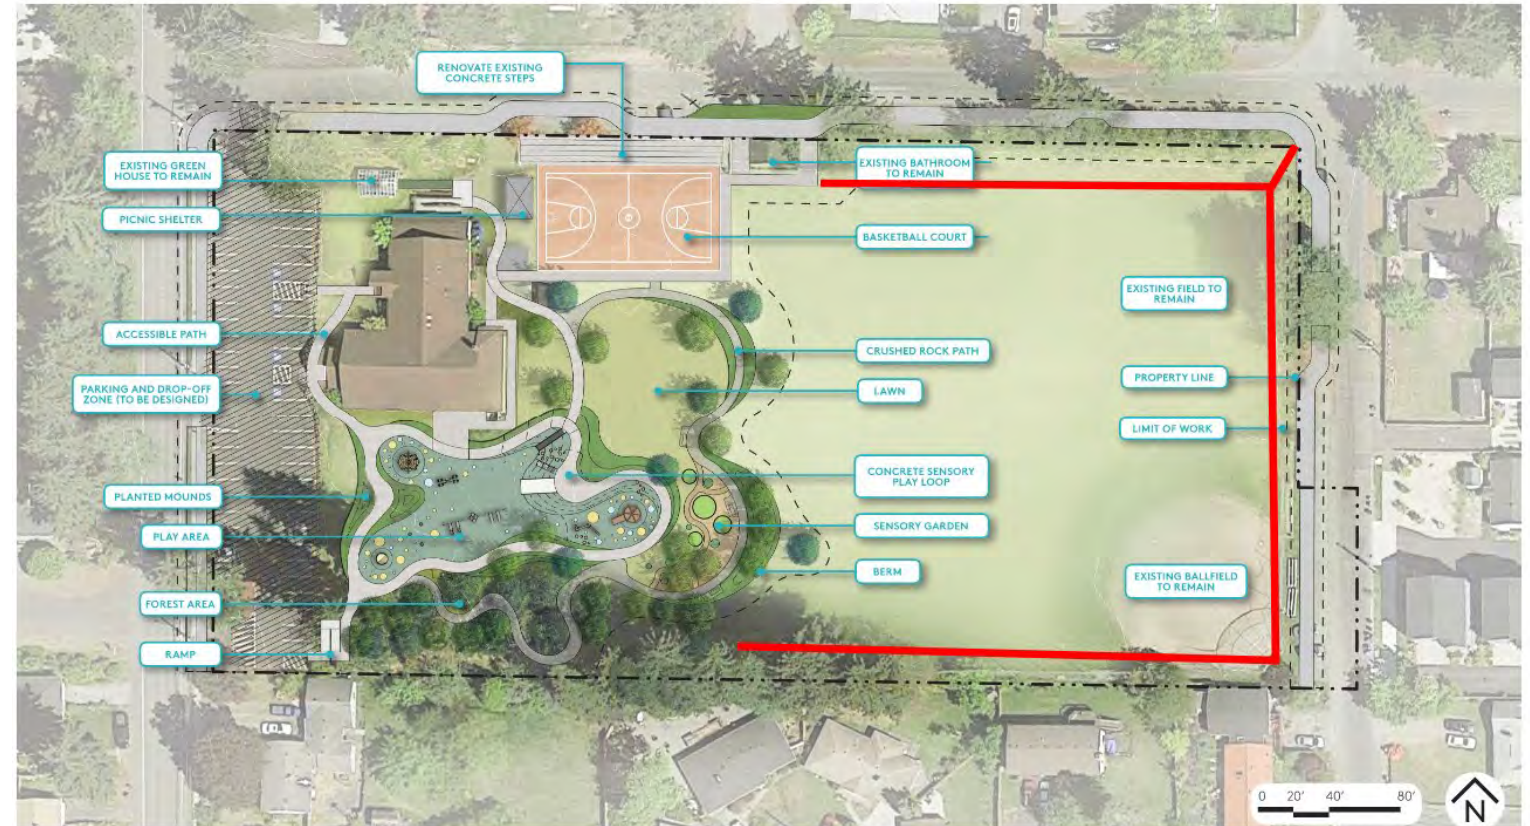 RENOVATE EXISTING
CONCRETE STEPS
EXISTING GREEN
HOUSE TO REMAIN
PICNIC SHELTER
ACCESSIBLE PATH
PARKING AND DROP-OFF
ZONE (TO BE DESIGNED)
PLANTED MOUNDS
PLAY AREA
FOREST AREA
RAMP
EXISTING BATHROOM
TO REMAIN
BASKETBALL COURT
CRUSHED ROCK PATH
LAWN
CONCRETE SENSORY
PLAY LOOP
SENSORY GARDEN
BERM
EXISTING FIELD TO
REMAIN
PROPERTY LINE
LIMIT OF WORK
EXISTING BALLFIELD
TO REMAIN
0 20' 40' 80'
N